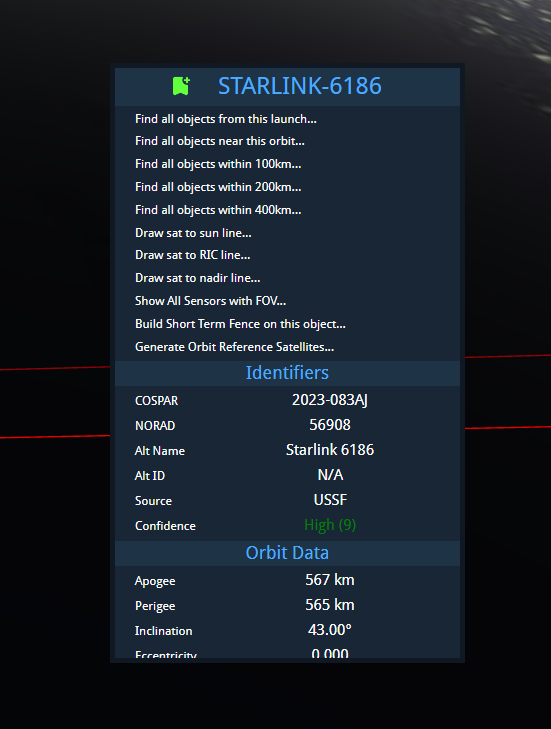 STARLINK-6186
Find all objects from this launch...
Find all objects near this orbit...
Find all objects within 100km...
Find all objects within 200km...
Find all objects within 400km...
Draw sat to sun line...
Draw sat to RIC line...
Draw sat to nadir line...
Show All Sensors with FOV...
Build Short Term Fence on this object...
Generate Orbit Reference Satellites...
Identifiers
COSPAR 2023-083AJ
NORAD 56908
Alt Name Starlink 6186
Alt ID N/A
Source USSF
Confidence High (9)
Orbit Data
Apogee 567 km
Perigee 565 km
Inclination 43.00°
Eccentricity 0.000